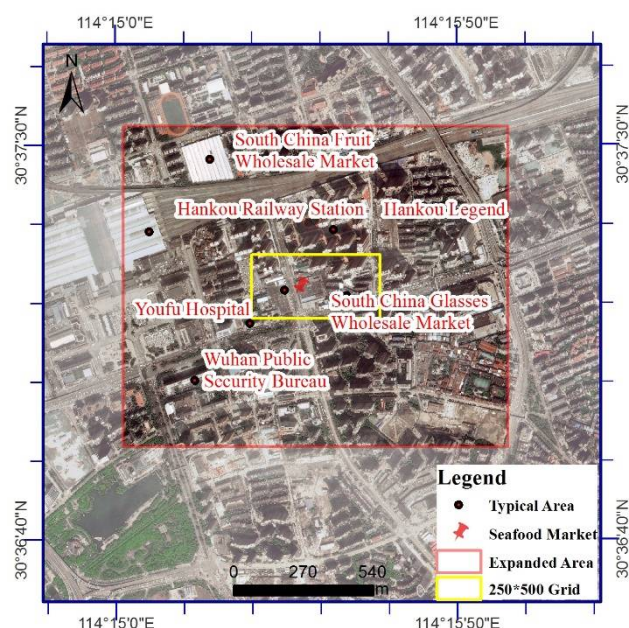 114°15'0"E
114°15'50"E
N
30°37'30"N
30°37'30"N
South China Fruit
Wholesale Market
Hankou Railway Station
Hankou Legend
Youfu Hospital
South China Glasses
Wholesale Market
Wuhan Public
Security Bureau
30°36'40"N
30°36'40"N
Legend
Typical Area
Seafood Market
Expanded Area
250*500 Grid
0
270
540
m
114°15'0"E
114°15'50"E